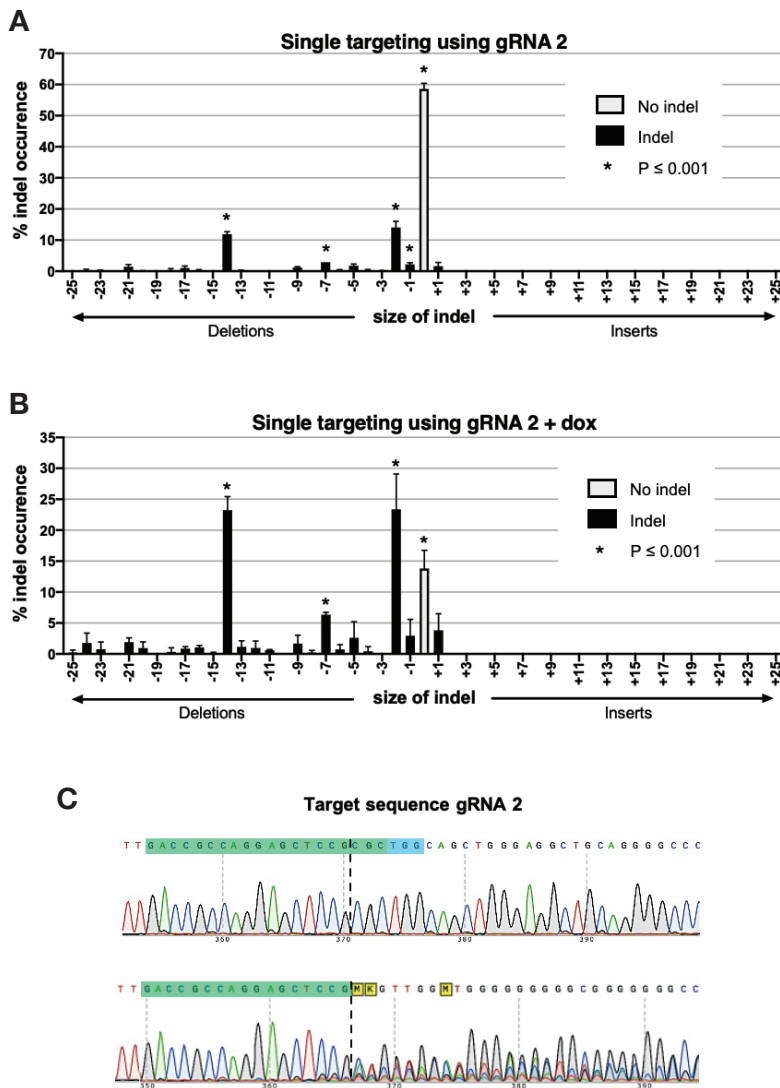 A
Single targeting using gRNA 2
% indel occurence
70
60
50
40
30
20
10
0
* * * * *
No indel
Indel
* P ≤ 0.001
-25 -23 -21 -19 -17 -15 -13 -11 -9 -7 -5 -3 -1 +1 +3 +5 +7 +9 +11 +13 +15 +17 +19 +21 +23 +25
size of indel
Deletions
Inserts
B
Single targeting using gRNA 2 + dox
% indel occurence
35
30
25
20
15
10
5
0
* * * *
No indel
Indel
* P ≤ 0.001
-25 -23 -21 -19 -17 -15 -13 -11 -9 -7 -5 -3 -1 +1 +3 +5 +7 +9 +11 +13 +15 +17 +19 +21 +23 +25
size of indel
Deletions
Inserts
C
Target sequence gRNA 2
T T G A C C G C C A G G A G C T C C G C G C T G G C A G C T G G G A G G C T G C A G G G G C C C
360 370 380 390
T T G A C C G C C A G G A G C T C C G M K G T T G G M T G G G G G G G G G C G G G G G G G C C
350 360 370 380 390